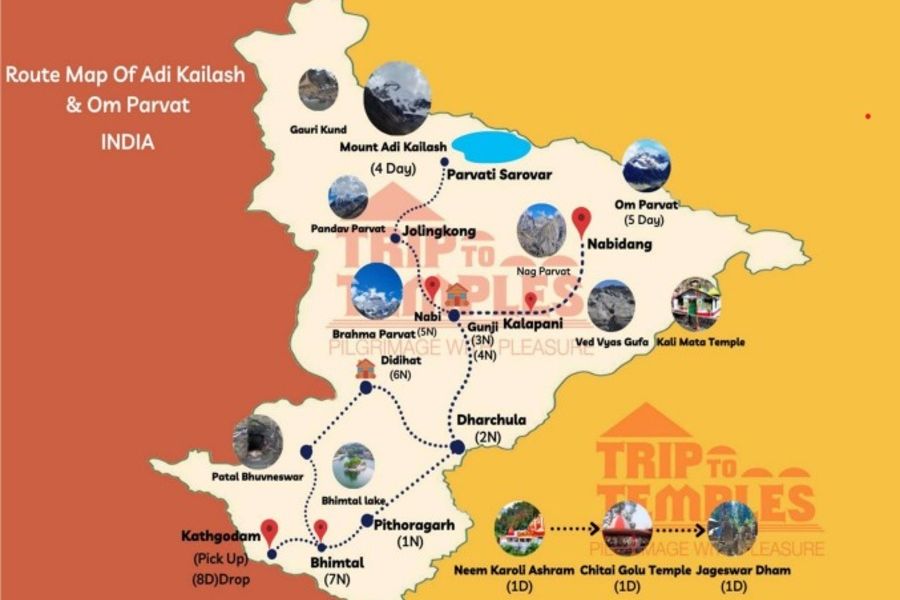 Route Map Of Adi Kailash
& Om Parvat
INDIA
Gauri Kund
Mount Adi Kailash
(4 Day)
Parvati Sarovar
Om Parvat
(5 Day)
Pandav Parvat
Jolingkong
Nabidang
Nag Parvat
TRIP TO
TEMPLES
PILGRIMAGE WITH PLEASURE
Brahma Parvat
Nabi
(5N)
Gunji
(3N)
(4N)
Kalapani
Ved Vyas Gufa
Kali Mata Temple
Didihat
(6N)
Dharchula
(2N)
Patal Bhuvneswar
Bhimtal lake
Pithoragarh
(1N)
Kathgodam
(Pick Up)
(8D)Drop
Bhimtal
(7N)
TRIP TO
TEMPLES
PILGRIMAGE WITH PLEASURE
Neem Karoli Ashram
(1D)
Chitai Golu Temple
(1D)
Jageswar Dham
(1D)